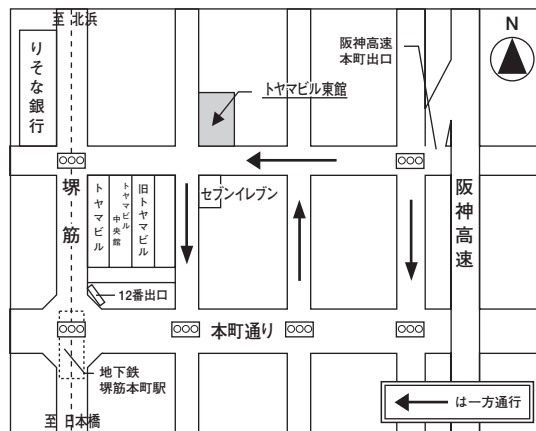 至 北浜
りそな銀行
阪神高速
本町出口
N
トヤマビル東館
堺筋
トヤマビル
トヤマビル
中央館
旧トヤマビル
セブンイレブン
阪神高速
12番出口
本町通り
地下鉄
堺筋本町駅
は一方通行
至 日本橋